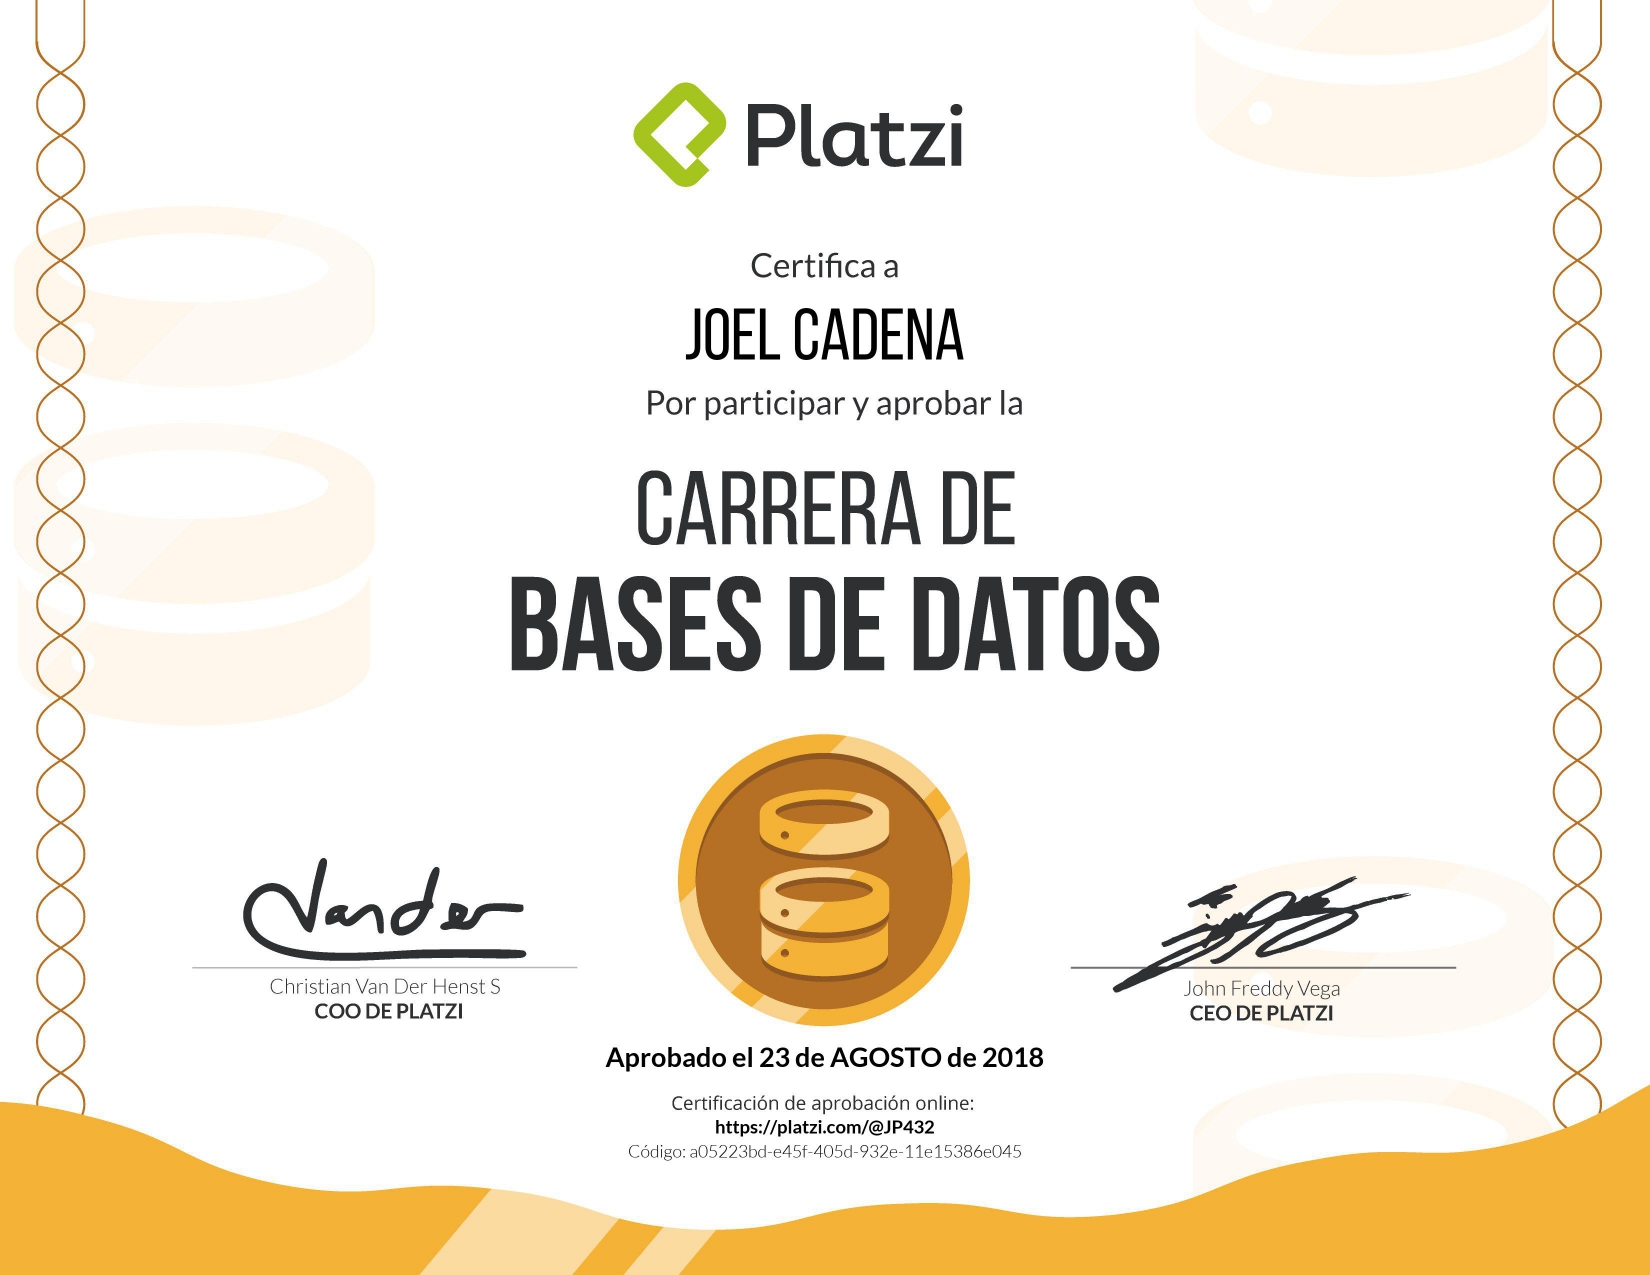 Platzi
Certifica a
JOEL CADENA
Por participar y aprobar la
CARRERA DE
BASES DE DATOS
Vander
Christian Van Der Henst S
COO DE PLATZI
John Freddy Vega
CEO DE PLATZI
Aprobado el 23 de AGOSTO de 2018
Certificación de aprobación online:
https://platzi.com/@JP432
Código: a05223bd-e45f-405d-932e-11e15386e045